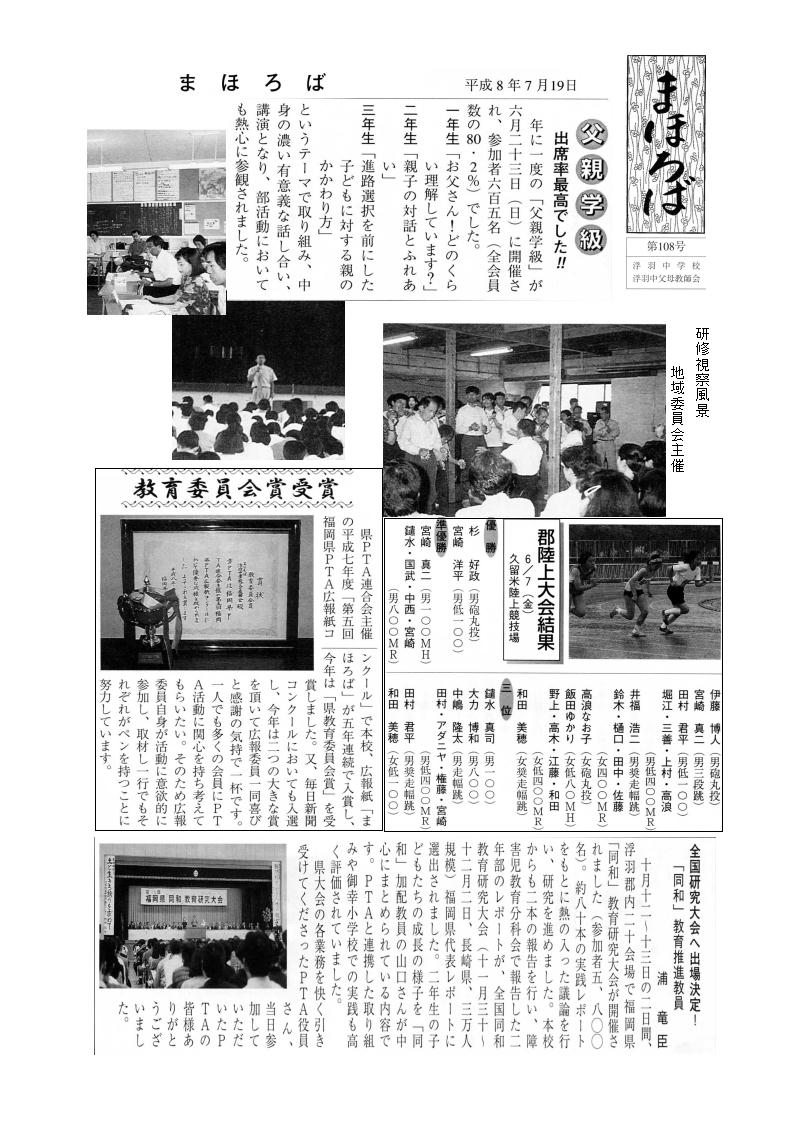 まほろば
第108号
浮羽中学校
浮羽中父母教師会
まほろば
平成8年7月19日
父親学級
出席率最高でした!!
年に一度の「父親学級」が
六月二十三日(日)に開催さ
れ、参加者六百五名(全会員
数の80・2%)でした。
一年生「お父さん!どのくら
い理解しています?」
二年生「親子の対話とふれあ
い」
三年生「進路選択を前にした
子どもに対する親の
かかわり方」
というテーマで取り組み、中
身の濃い有意義な話し合い、
講演となり、部活動において
も熱心に参観されました。
研修視察風景
地域委員会主催
教育委員会賞受賞
賞状
県PTA連合会主催
の平成七年度「第五回
福岡県PTA広報紙コ
ンクール」で本校、広報紙「ま
ほろば」が五年連続で入賞し、
今年は「県教育委員会賞」を受
賞しました。又、毎日新聞
コンクールにおいても入選
し、今年は二つの大きな賞
を頂いて広報委員一同喜び
と感謝の気持で一杯です。
一人でも多くの会員にPT
A活動に関心を持ち考えて
もらいたい。そのため広報
委員自身が活動に意欲的に
参加し、取材し一行でもそ
れぞれがペンを持つことに
努力しています。
郡陸上大会結果
6/7(金)
久留米陸上競技場
優勝
杉 好政(男砲丸投)
宮崎 洋平(男低一〇〇)
準優勝
宮崎 真二(男一〇〇MH)
鑓水・国武・中西・宮崎
(男八〇〇MR)
三位
伊藤 博人(男砲丸投)
宮崎 真二(男三段跳)
田村 君平(男低一〇〇)
堀江・三善・上村・高浪
(男低四〇〇MR)
井福 浩二(男奨走幅跳)
鈴木・樋口・田中・佐藤
(女四〇〇MR)
高浪なお子(女砲丸投)
飯田ゆかり(女低八〇MH)
野上・高木・江藤・和田
(女低四〇〇MR)
和田 美穂(女奨走幅跳)
鑓水 真司(男一〇〇)
大力 博和(男八〇〇)
中嶋 隆太(男走幅跳)
田村・アダニヤ・権藤・宮崎
(男低四〇〇MR)
田村 君平(男奨走幅跳)
和田 美穂(女低一〇〇)
全国研究大会へ出場決定!
「同和」教育推進教員
浦 竜臣
十月十二〜十三日の二日間、
浮羽郡内二十会場で福岡県
「同和」教育研究大会が開催さ
れました(参加者五、八〇〇
名)。約八十本の実践レポート
をもとに熱の入った議論を行
い、研究を進めました。本校
からも二本の報告を行い、障
害児教育分科会で報告した二
年部のレポートが、全国同和
教育研究大会(十一月三十〜
十二月二日、長崎県、三万人
規模)福岡県代表レポートに
選出されました。二年生の子
どもたちの成長の様子を「同
和」加配教員の山口さんが中
心にまとめられている内容で
す。PTAと連携した取り組
みや御幸小学校での実践も高
く評価されていました。
県大会の各業務を快く引き
受けてくださったPTA役員
さん、
当日参
加して
いただ
いたP
TAの
皆様あ
りがと
うござ
いまし
た。
福岡県 同和 教育研究大会